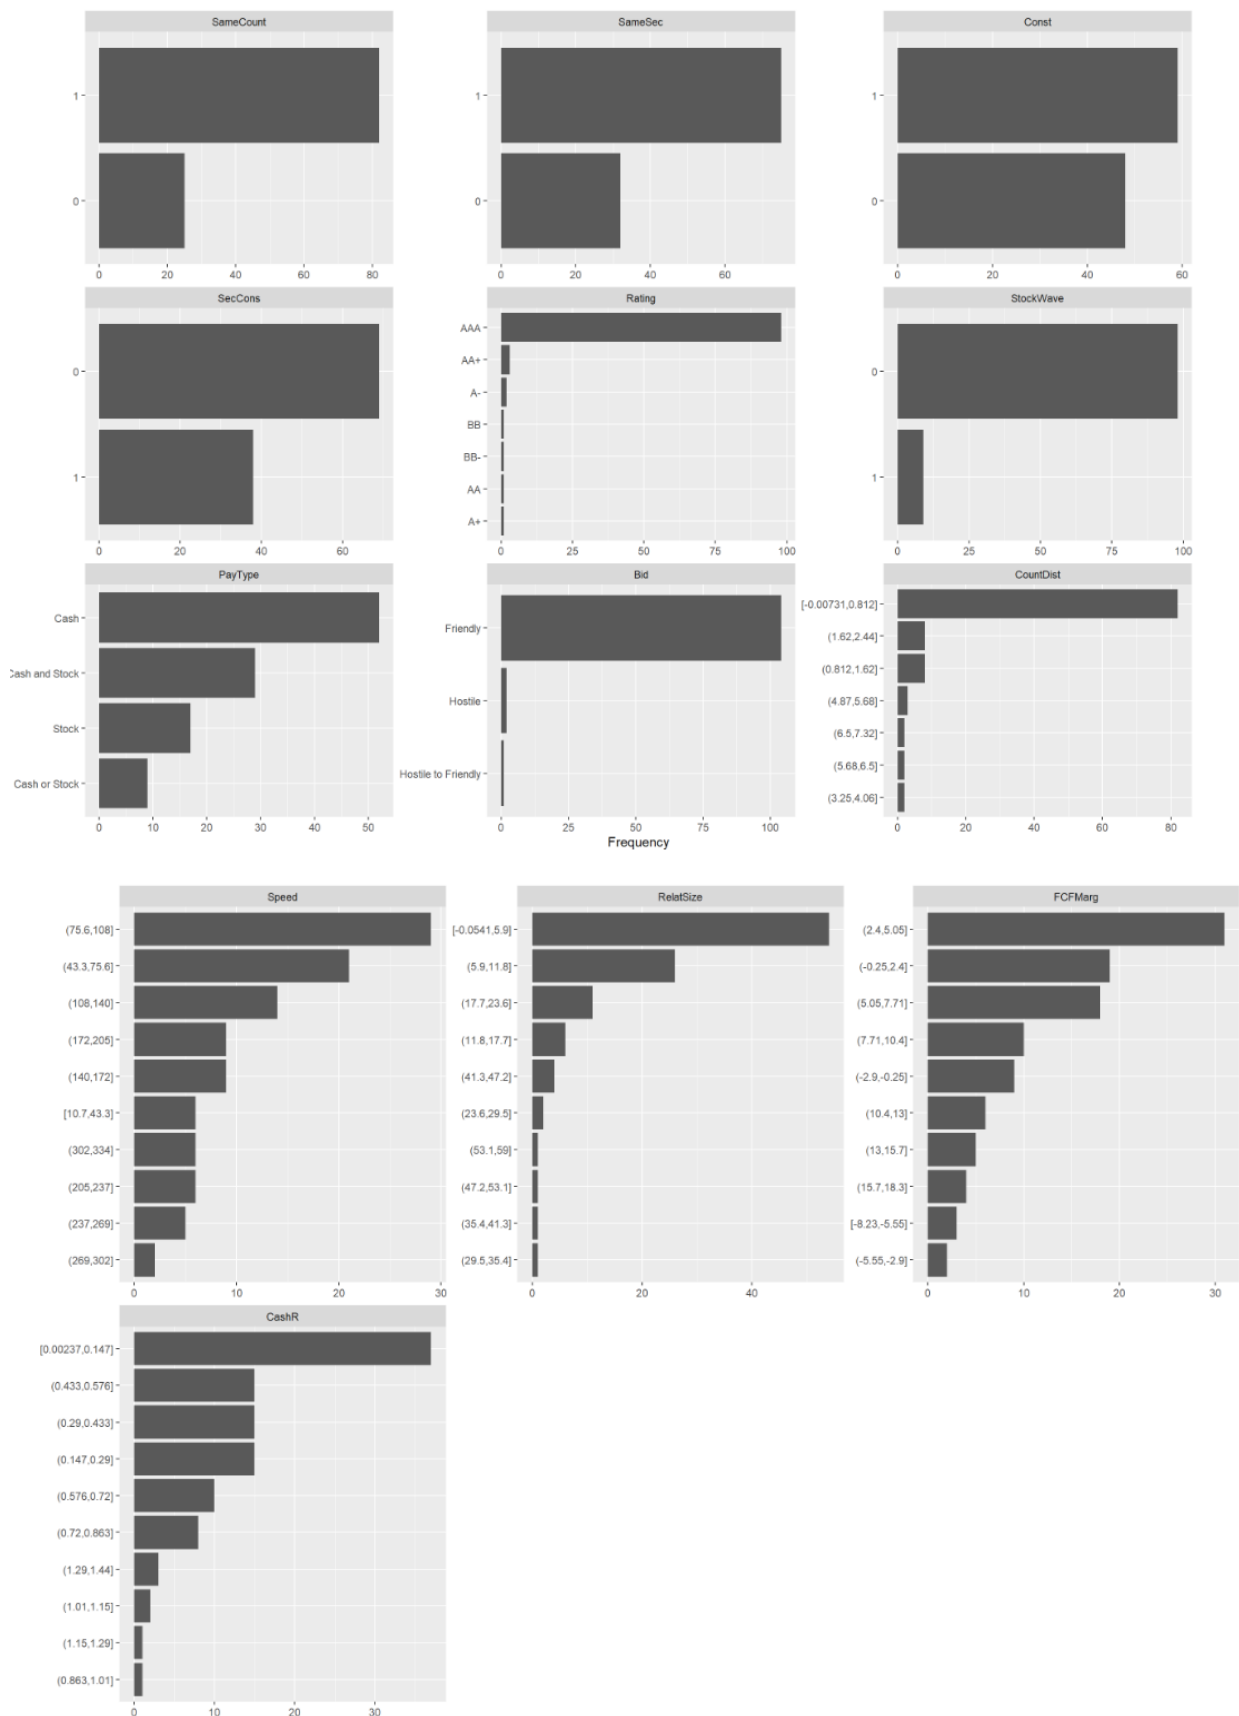 SameCount
SameSec
Const
1
0
0 20 40 60 80
1
0
0 20 40 60
1
0
0 20 40 60
SecCons
Rating
StockWave
0
1
0 20 40 60
AAA
AA+
A-
BB
BB-
AA
A+
0 25 50 75 100
0
1
0 25 50 75 100
PayType
Bid
CountDist
Cash
Cash and Stock
Stock
Cash or Stock
0 10 20 30 40 50
Friendly
Hostile
Hostile to Friendly
0 25 50 75 100
[-0.00731,0.812]
(1.62,2.44]
(0.812,1.62]
(4.87,5.68]
(6.5,7.32]
(5.68,6.5]
(3.25,4.06]
0 20 40 60 80
Frequency
Speed
RelatSize
FCFMarg
(75.6,108]
(43.3,75.6]
(108,140]
(172,205]
(140,172]
[10.7,43.3]
(302,334]
(205,237]
(237,269]
(269,302]
0 10 20 30
[-0.0541,5.9]
(5.9,11.8]
(17.7,23.6]
(11.8,17.7]
(41.3,47.2]
(23.6,29.5]
(53.1,59]
(47.2,53.1]
(35.4,41.3]
(29.5,35.4]
0 20 40
(2.4,5.05]
(-0.25,2.4]
(5.05,7.71]
(7.71,10.4]
(-2.9,-0.25]
(10.4,13]
(13,15.7]
(15.7,18.3]
[-8.23,-5.55]
(-5.55,-2.9]
0 10 20 30
CashR
[0.00237,0.147]
(0.433,0.576]
(0.29,0.433]
(0.147,0.29]
(0.576,0.72]
(0.72,0.863]
(1.29,1.44]
(1.01,1.15]
(1.15,1.29]
(0.863,1.01]
0 10 20 30